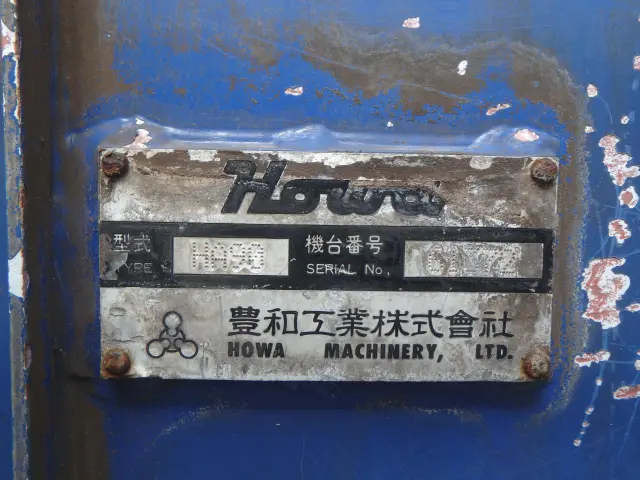 Howa
型式 HA90 機台番号
TYPE SERIAL No,
豊和工業株式會社
HOWA MACHINERY, LTD.